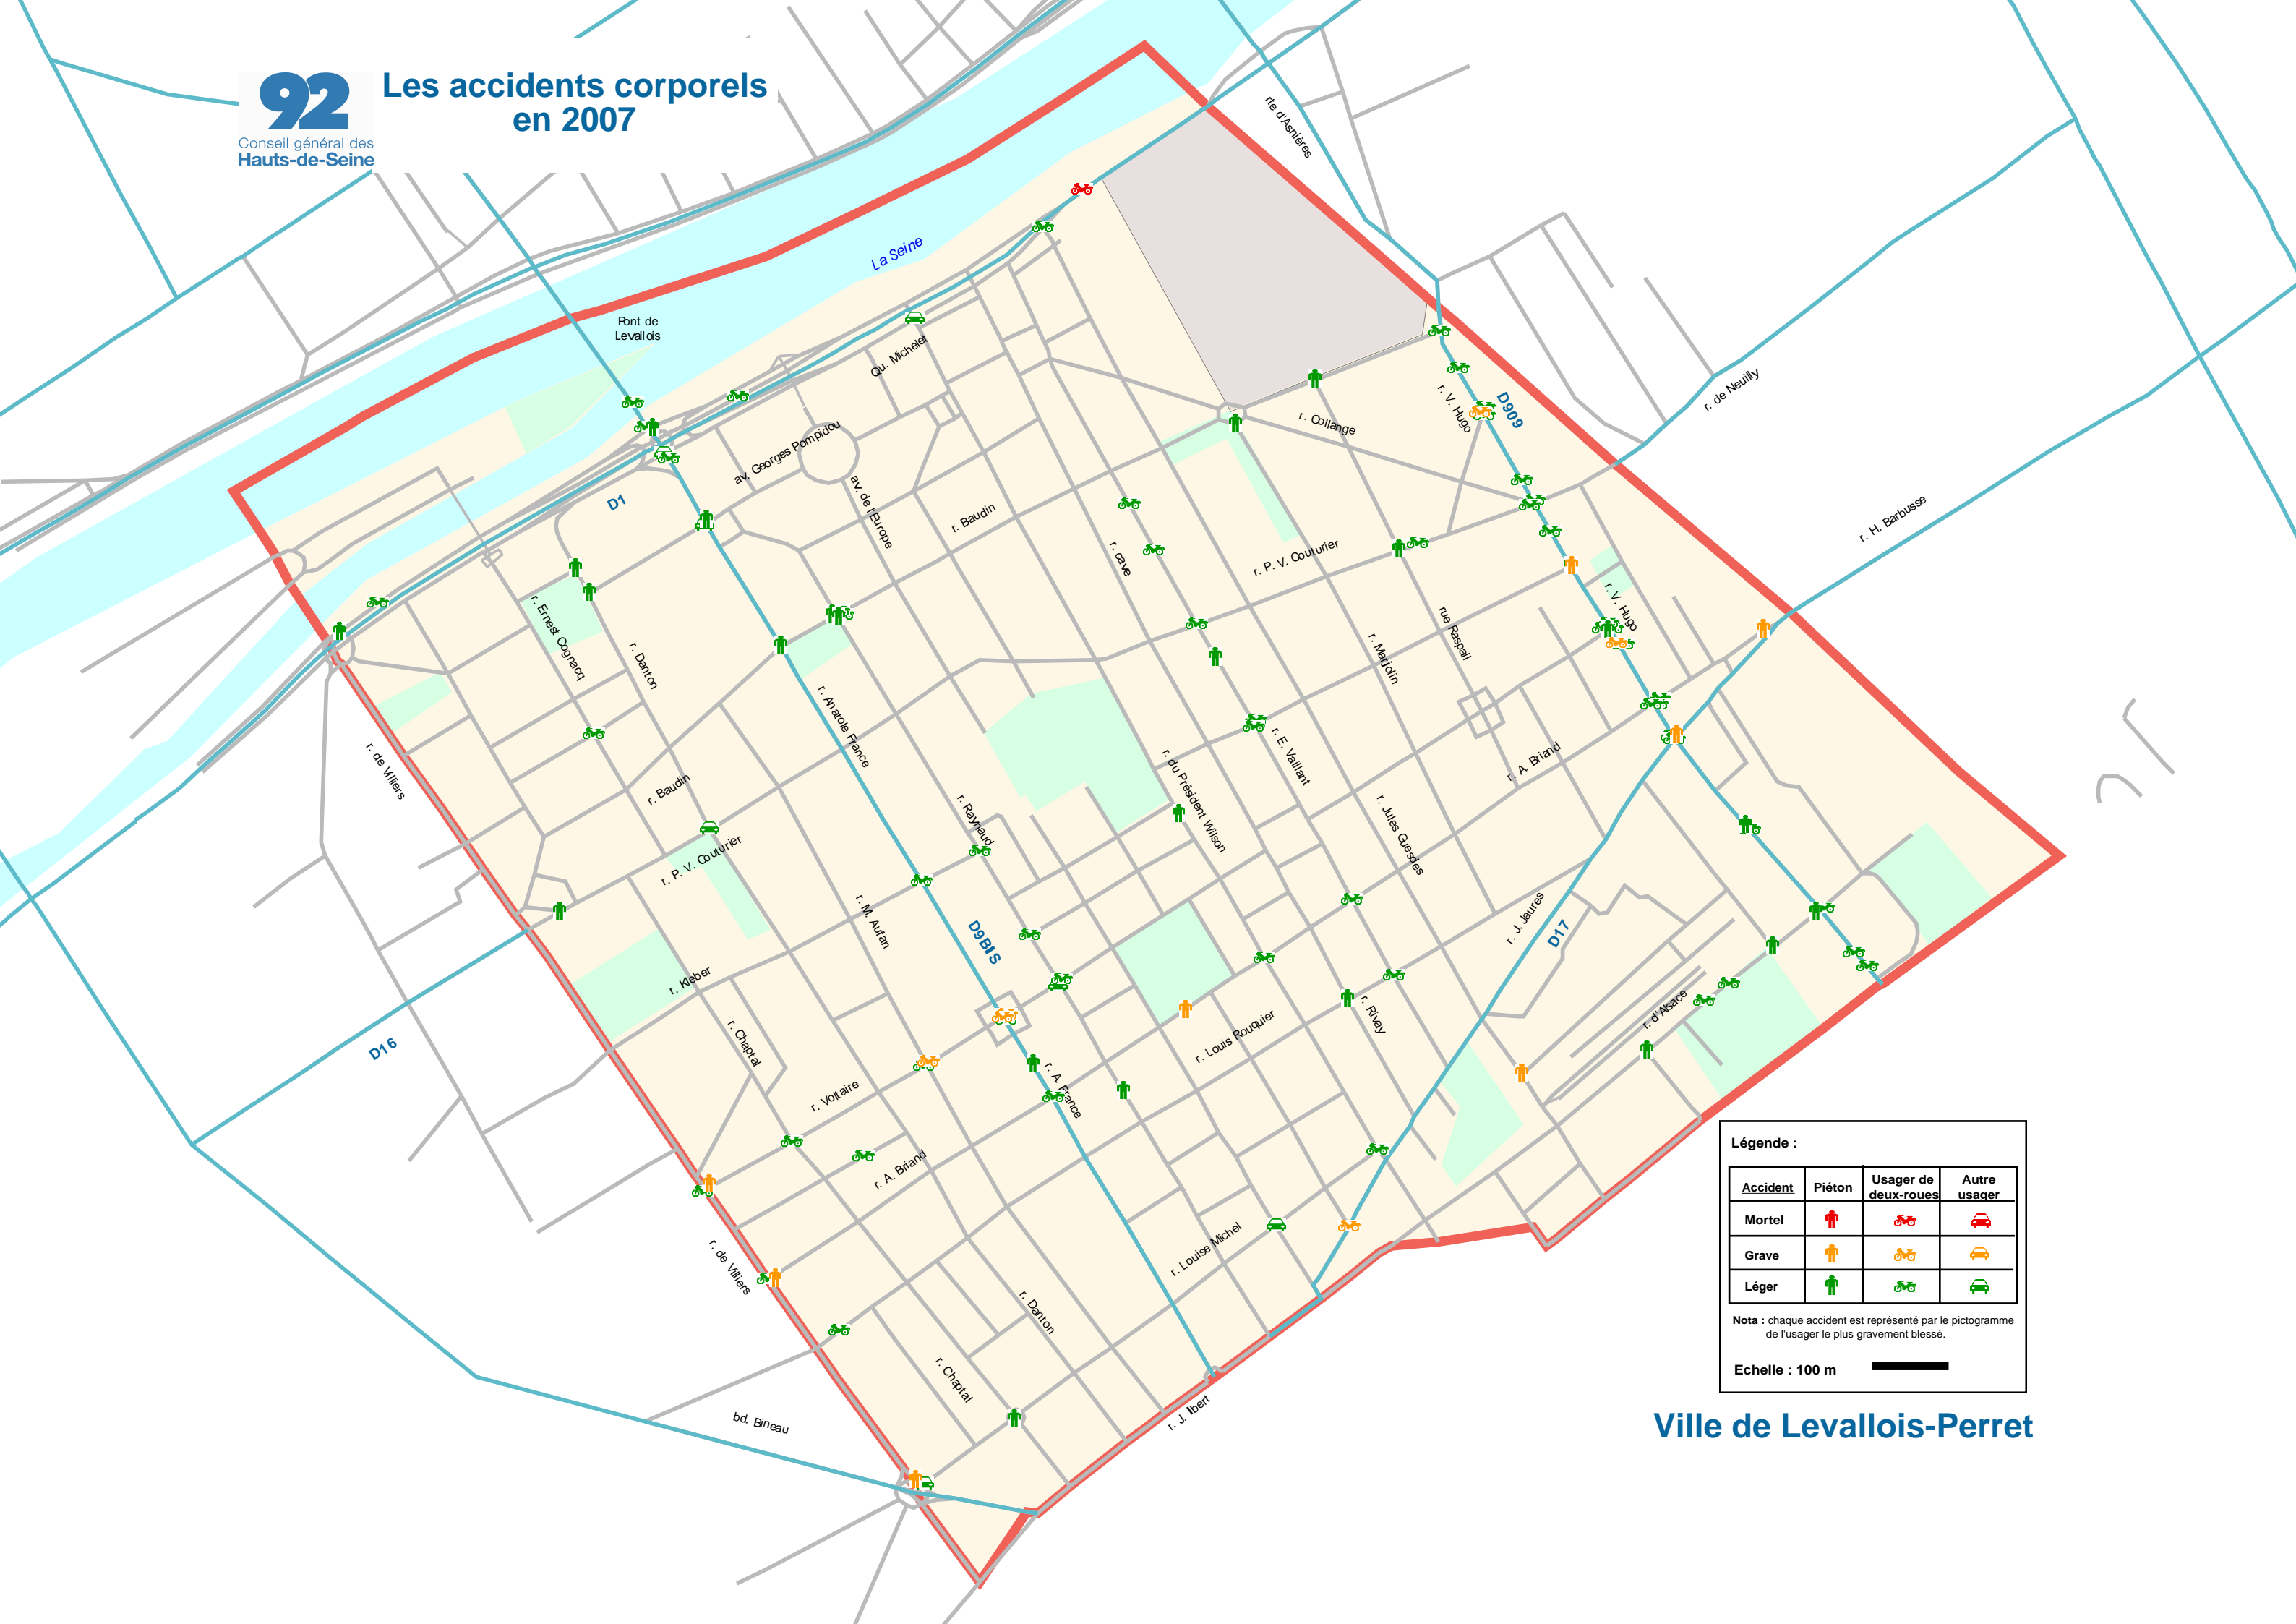 92
Conseil général des
Hauts-de-Seine
Les accidents corporels
en 2007
rte d'Asnières
La Seine
Pont de
Levallois
Qu. Michelet
r. de Neuilly
r. V. Hugo
D909
r. Collange
av. Georges Pompidou
D1
av. de l'Europe
r. Baudin
r. H. Barbusse
r. cave
r. P. V. Couturier
r. Ernest Cognacq
r. V. Hugo
rue Raspail
r. Marjolin
r. Danton
r. Anatole France
r. de Villiers
r. E. Vaillant
r. du Président Wilson
r. A. Briand
r. Baudin
r. Raynaud
r. Jules Guesdes
r. P. V. Couturier
r. M. Aufan
D9BIS
r. J. Jaures
D17
r. Kleber
r. Chaptal
r. Rivay
r. d'Alsace
r. Louis Rouquier
D16
r. A. France
r. Voltaire
r. A. Briand
r. de Villiers
r. Louise Michel
r. Danton
r. Chaptal
r. J. Ibert
bd. Bineau
Légende :
Accident Piéton Usager de deux-roues Autre usager
Mortel
Grave
Léger
Nota : chaque accident est représenté par le pictogramme
de l'usager le plus gravement blessé.
Echelle : 100 m
Ville de Levallois-Perret